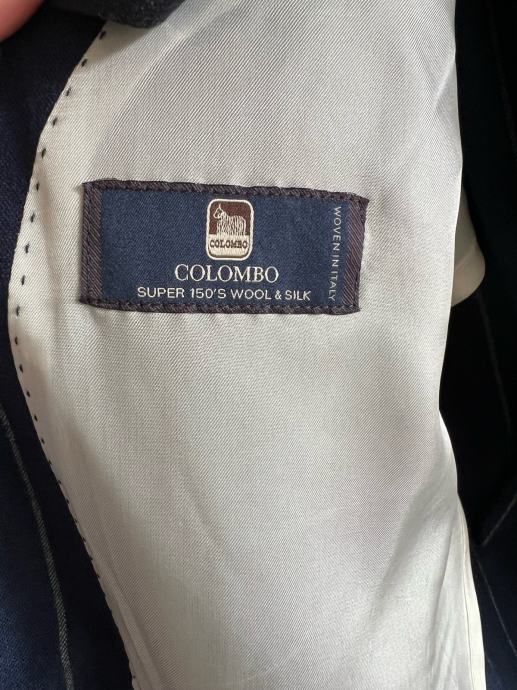 COLOMBO
COLOMBO
SUPER 150'S WOOL & SILK
WOVEN IN ITALY